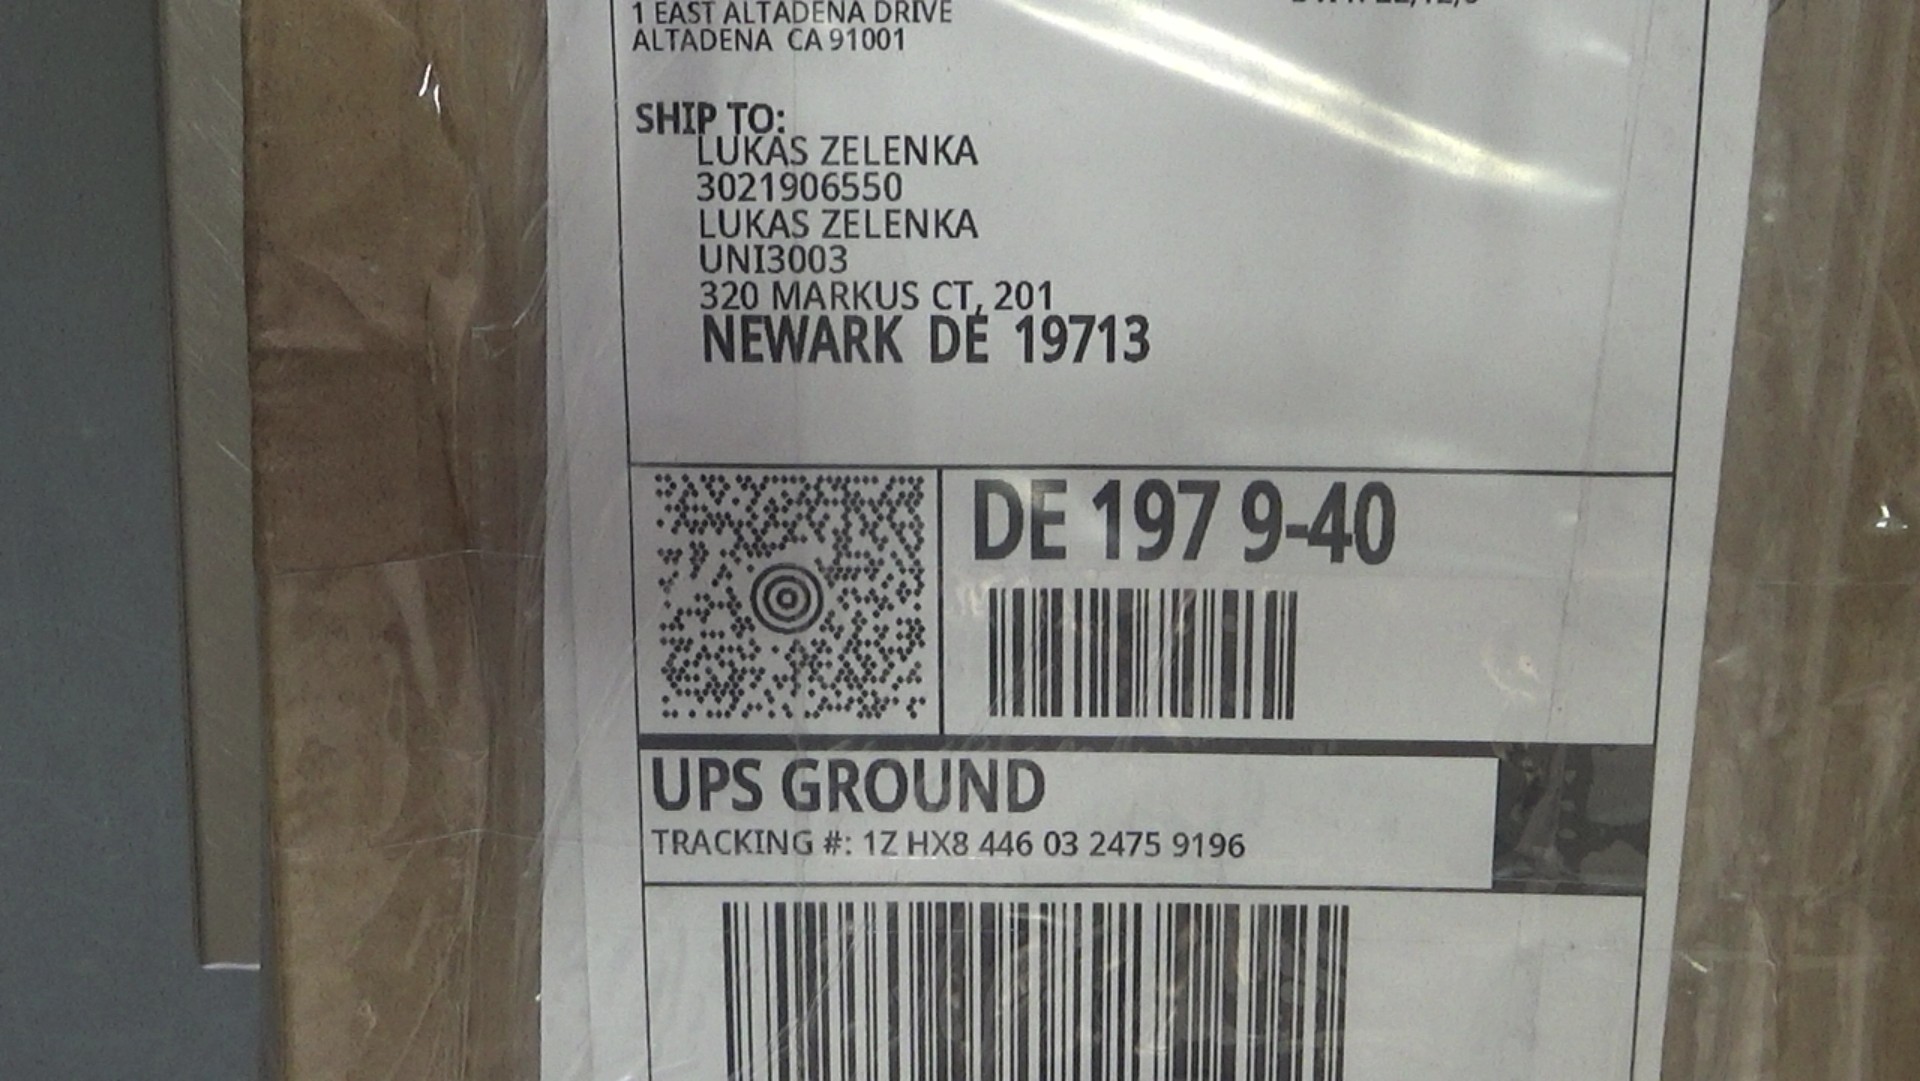 1 EAST ALTADENA DRIVE
ALTADENA CA 91001
SHIP TO:
LUKAS ZELENKA
3021906550
LUKAS ZELENKA
UNI3003
320 MARKUS CT, 201
NEWARK DE 19713
DE 197 9-40
UPS GROUND
TRACKING #: 1Z HX8 446 03 2475 9196